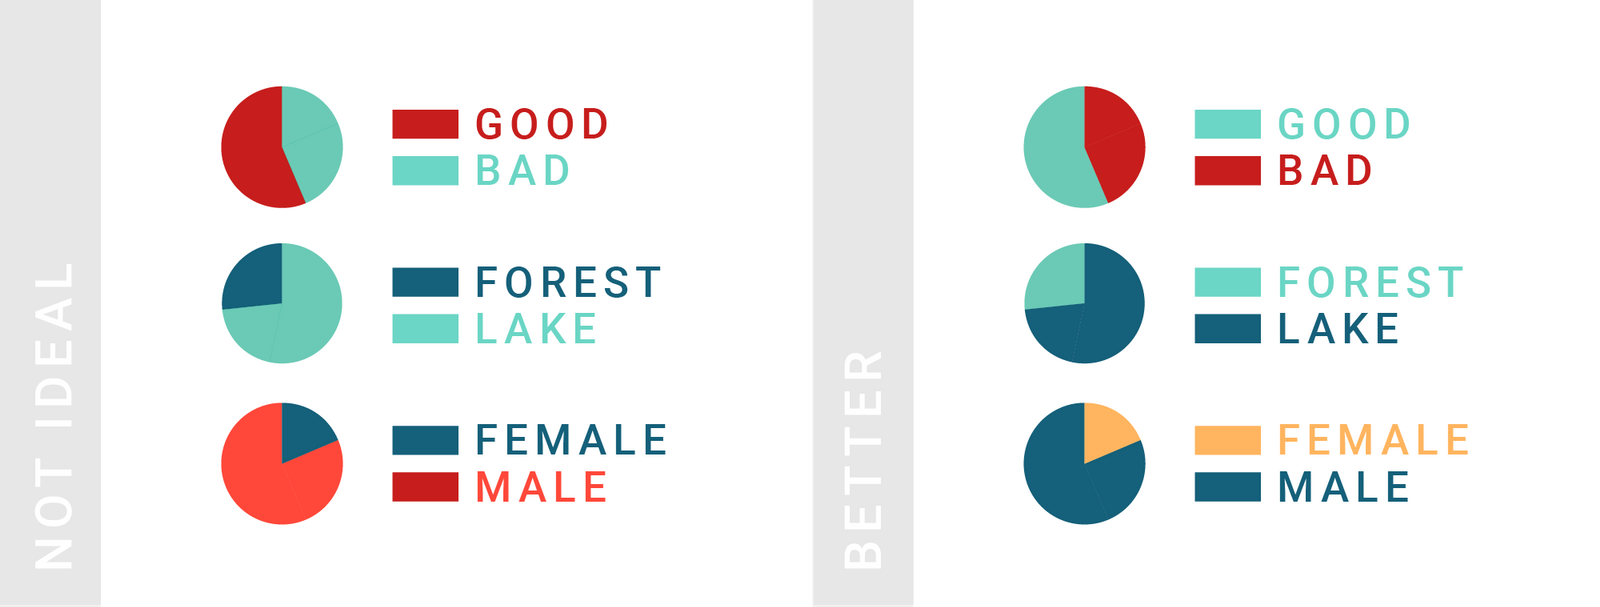 NOT IDEAL
GOOD
BAD
FOREST
LAKE
FEMALE
MALE
BETTER
GOOD
BAD
FOREST
LAKE
FEMALE
MALE